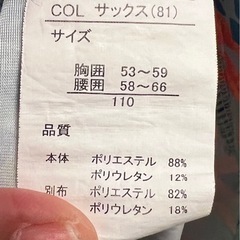 COL サックス(81)
サイズ
胸囲 53～59
腰囲 58～66
110
品質
本体 ポリエステル 88%
ポリウレタン 12%
別布 ポリエステル 82%
ポリウレタン 18%